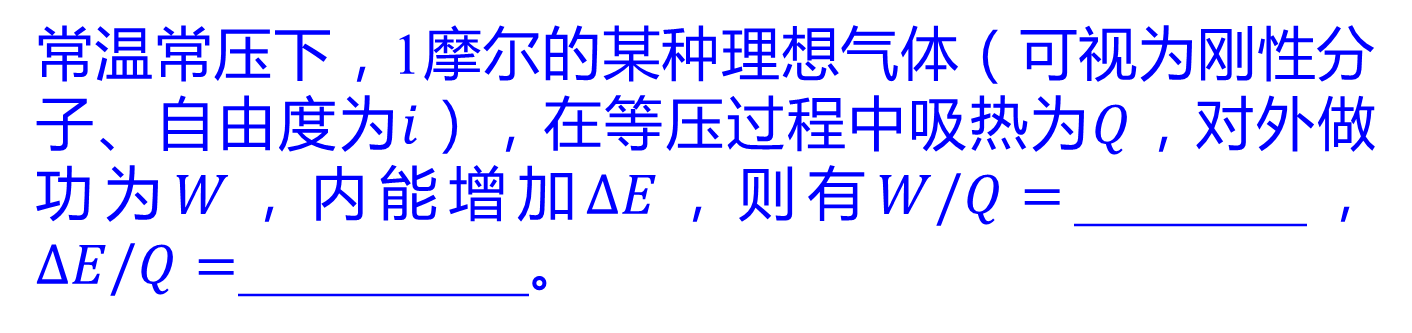 常温常压下，1摩尔的某种理想气体（可视为刚性分
子、自由度为i），在等压过程中吸热为Q，对外做
功为W，内能增加ΔE，则有W/Q =________，
ΔE/Q =__________。